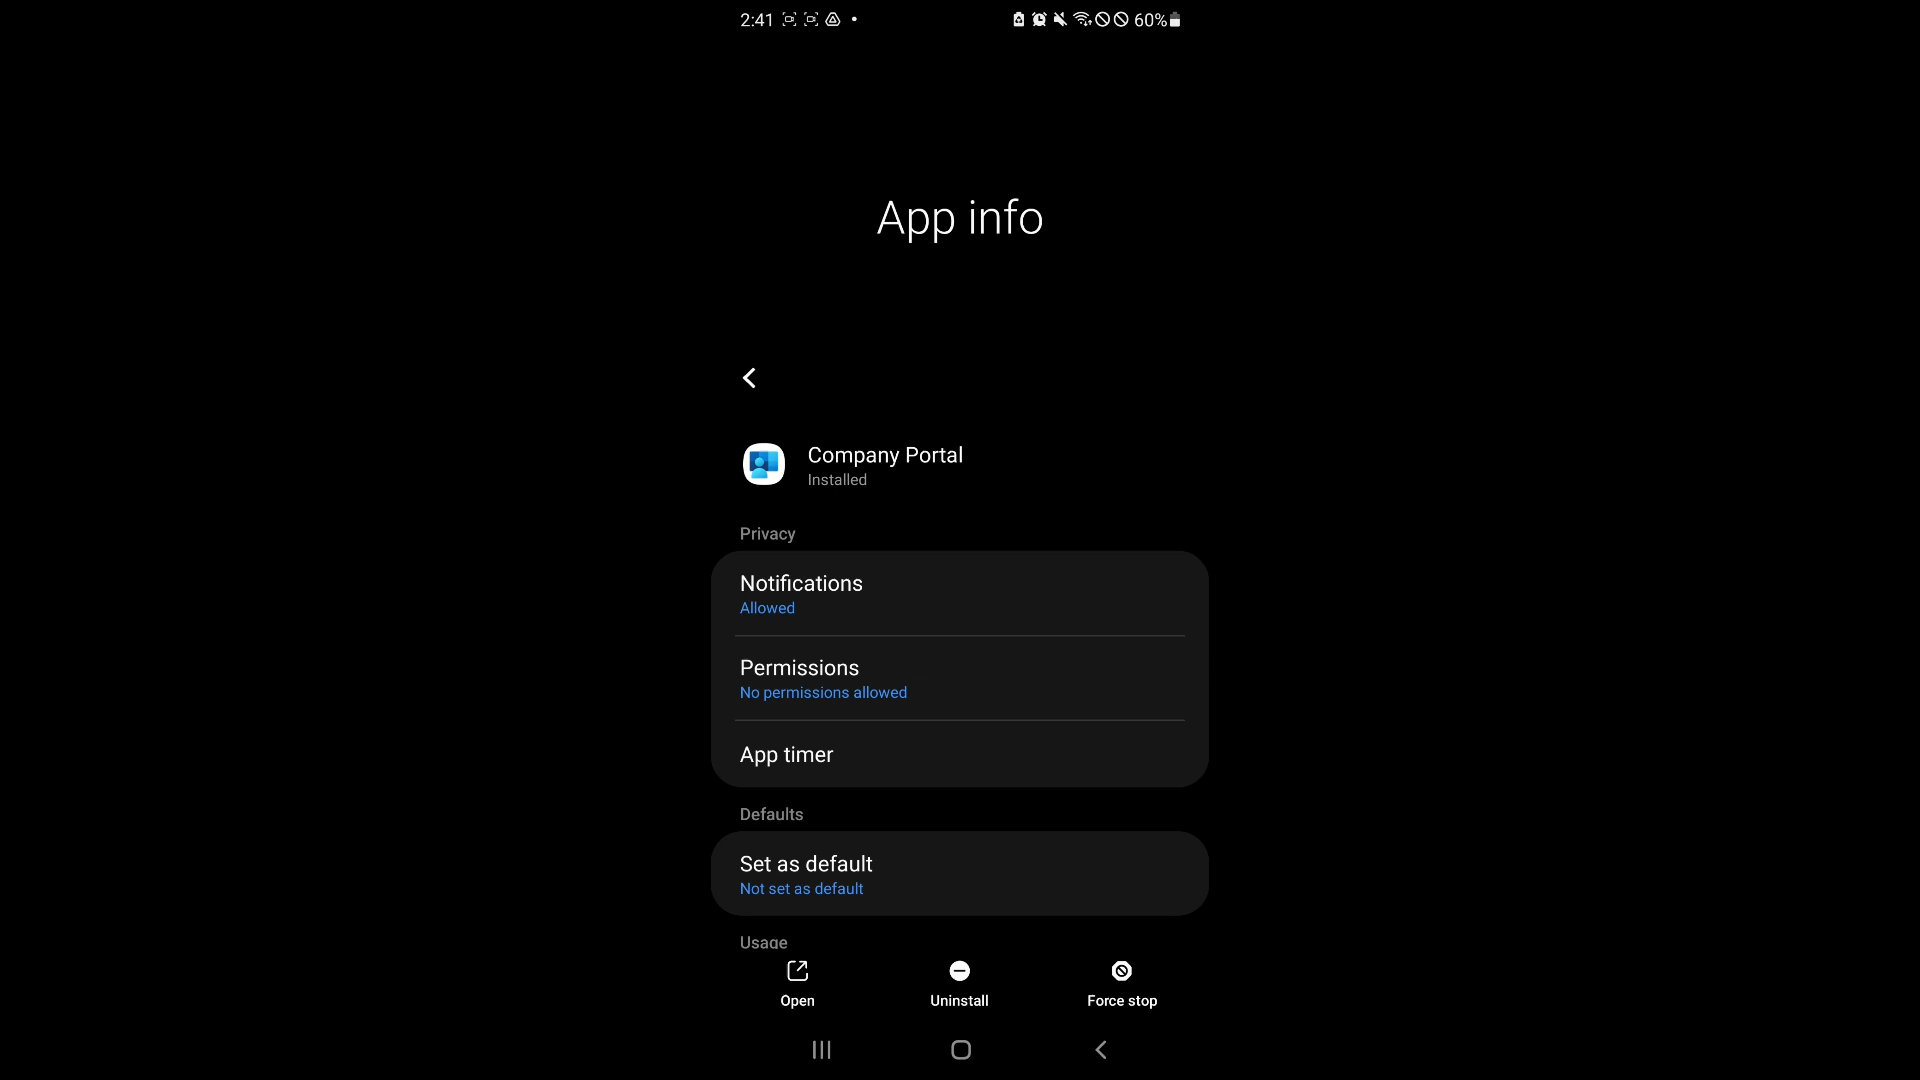 2:41 60%
App info
Company Portal
Installed
Privacy
Notifications
Allowed
Permissions
No permissions allowed
App timer
Defaults
Set as default
Not set as default
Usage
Open Uninstall Force stop